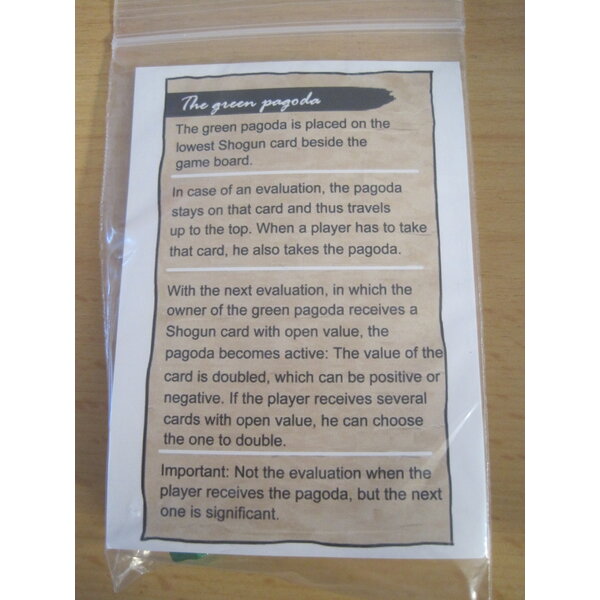 The green pagoda
The green pagoda is placed on the
lowest Shogun card beside the
game board.
In case of an evaluation, the pagoda
stays on that card and thus travels
up to the top. When a player has to take
that card, he also takes the pagoda.
With the next evaluation, in which the
owner of the green pagoda receives a
Shogun card with open value, the
pagoda becomes active: The value of the
card is doubled, which can be positive or
negative. If the player receives several
cards with open value, he can choose
the one to double.
Important: Not the evaluation when the
player receives the pagoda, but the next
one is significant.